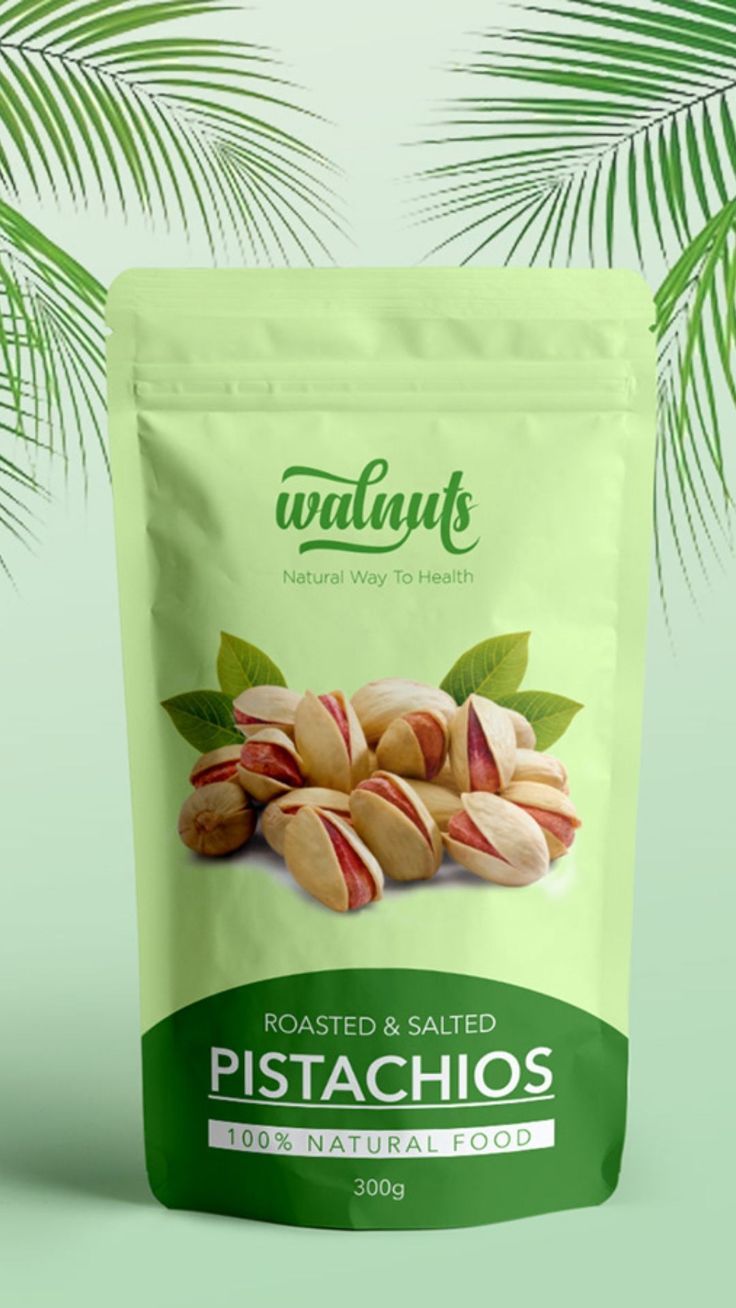 walnuts
Natural Way To Health
ROASTED & SALTED
PISTACHIOS
100% NATURAL FOOD
300g